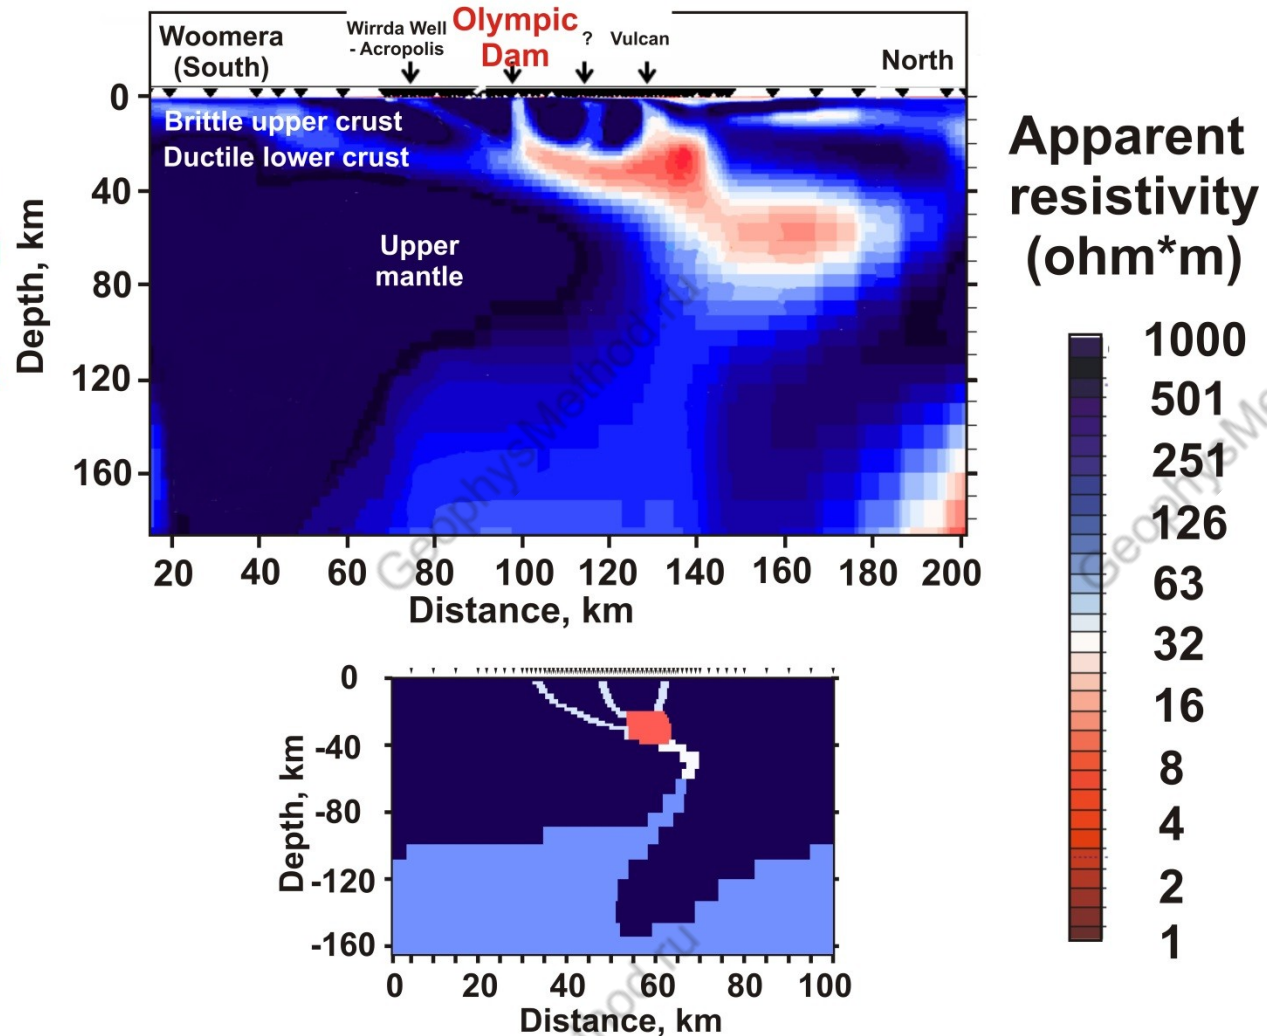 Woomera
(South)
Wirrda Well
- Acropolis
Olympic
Dam
?
Vulcan
North
Brittle upper crust
Ductile lower crust
Upper
mantle
0
40
80
120
160
Depth, km
20 40 60 80 100 120 140 160 180 200
Distance, km
Apparent
resistivity
(ohm*m)
1000
501
251
126
63
32
16
8
4
2
1
GeophysMethod.ru
0
-40
-80
-120
-160
Depth, km
0 20 40 60 80 100
Distance, km